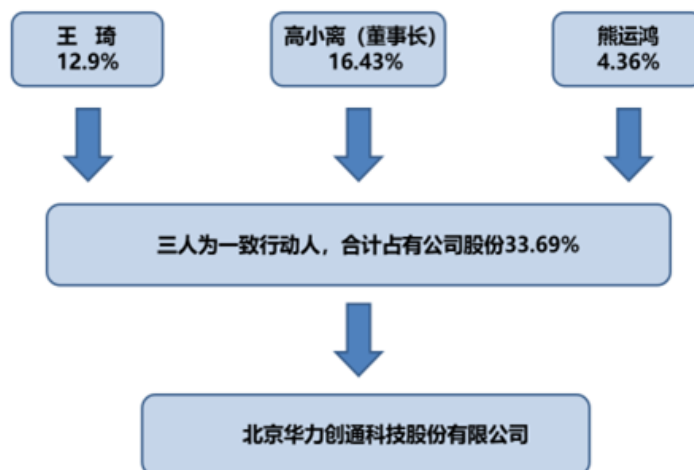 王 琦
12.9%
高小离（董事长）
16.43%
熊运鸿
4.36%
三人为一致行动人，合计占有公司股份33.69%
北京华力创通科技股份有限公司